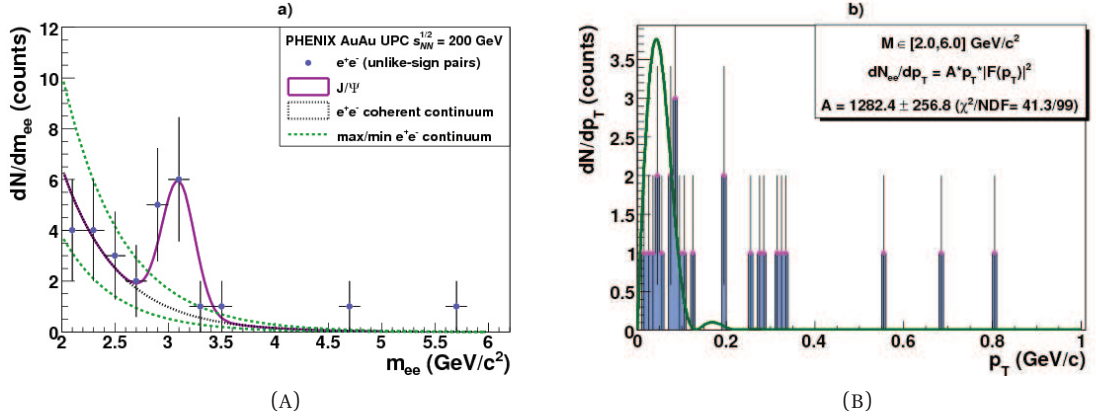 a)
dN/dm_ee (counts)
12
10
8
6
4
2
0
PHENIX AuAu UPC s_NN^1/2 = 200 GeV
e⁺e⁻ (unlike-sign pairs)
J/Ψ
e⁺e⁻ coherent continuum
max/min e⁺e⁻ continuum
2 2.5 3 3.5 4 4.5 5 5.5 6
m_ee (GeV/c²)
(A)
b)
dN/dp_T (counts)
3.5
3
2.5
2
1.5
1
0.5
0
M ∈ [2.0,6.0] GeV/c²
dN_ee/dp_T = A*p_T*|F(p_T)|²
A = 1282.4 ± 256.8 (χ²/NDF= 41.3/99)
0 0.2 0.4 0.6 0.8 1
p_T (GeV/c)
(B)